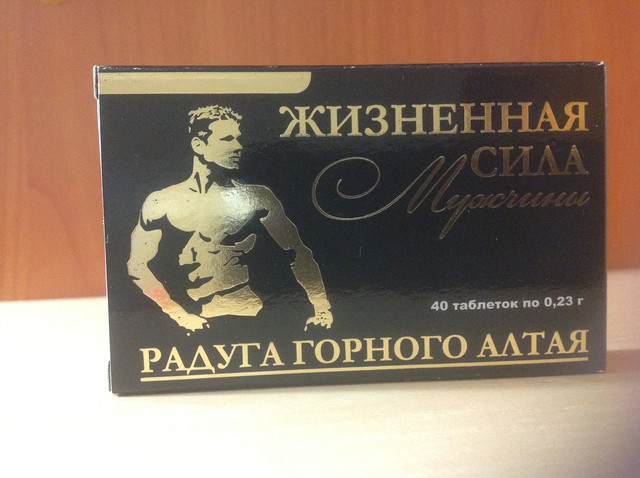 ЖИЗНЕННАЯ
СИЛА
Мужчины
40 таблеток по 0,23 г
РАДУГА ГОРНОГО АЛТАЯ